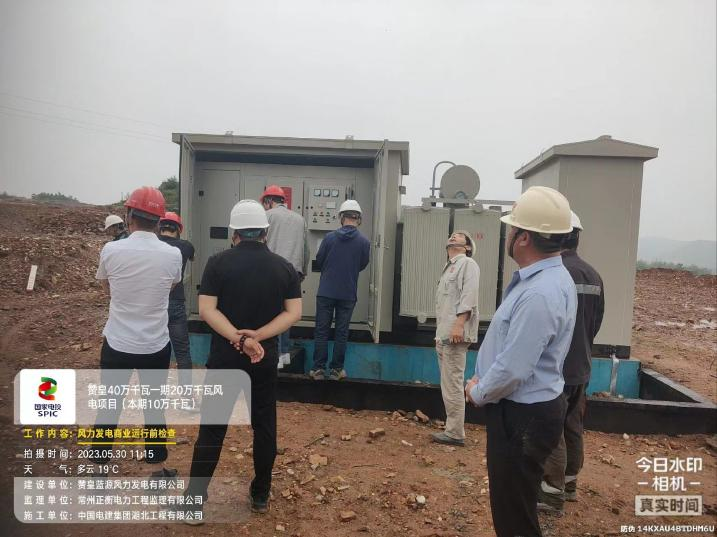 国家电投
SPIC
赞皇40万千瓦一期20万千瓦风
电项目（本期10万千瓦）
工作内容：风力发电商业运行前检查
拍摄时间：2023.05.30 11:15
天 气：多云 19℃
建设单位：赞皇蓝源风力发电有限公司
监理单位：常州正衡电力工程监理有限公司
施工单位：中国电建集团湖北工程有限公司
今日水印
相机
真实时间
防伪 14KXAU4BTDHM6U